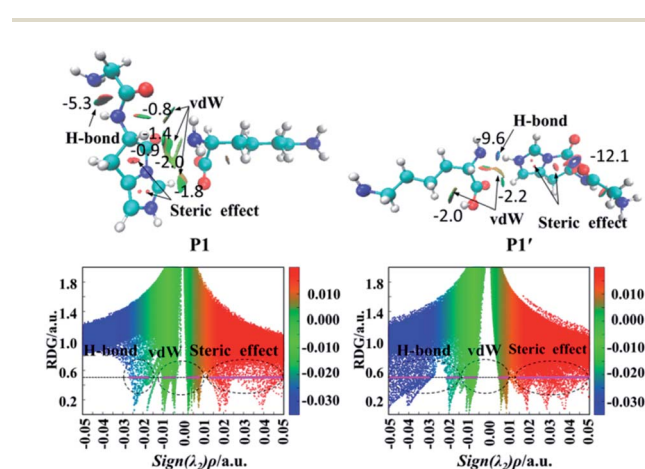 -5.3
H-bond
-0.8
vdW
-1.4
-0.9
-2.0
-1.8
Steric effect
P1
-9.6
H-bond
-12.1
-2.2
-2.0
vdW
Steric effect
P1′
RDG/a.u.
1.8
1.4
1.0
0.6
0.2
H-bond
vdW
Steric effect
0.010
0.000
-0.010
-0.020
-0.030
-0.05
-0.04
-0.03
-0.02
-0.01
0.00
0.01
0.02
0.03
0.04
0.05
Sign(λ₂)ρ/a.u.
RDG/a.u.
1.8
1.4
1.0
0.6
0.2
H-bond
vdW
Steric effect
0.010
0.000
-0.010
-0.020
-0.030
-0.05
-0.04
-0.03
-0.02
-0.01
0.00
0.01
0.02
0.03
0.04
0.05
Sign(λ₂)ρ/a.u.